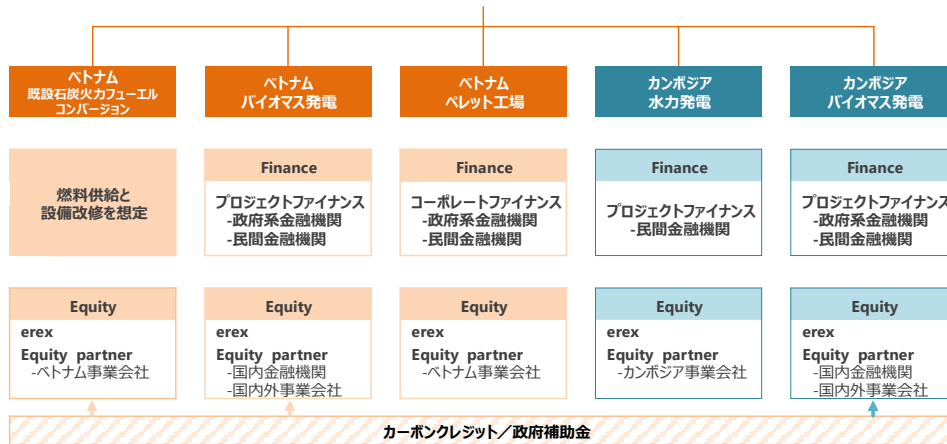 ベトナム
既設石炭火力フューエル
コンバージョン
ベトナム
バイオマス発電
ベトナム
ペレット工場
カンボジア
水力発電
カンボジア
バイオマス発電
燃料供給と
設備改修を想定
Finance
プロジェクトファイナンス
-政府系金融機関
-民間金融機関
Finance
コーポレートファイナンス
-政府系金融機関
-民間金融機関
Finance
プロジェクトファイナンス
-民間金融機関
Finance
プロジェクトファイナンス
-政府系金融機関
-民間金融機関
Equity
erex
Equity partner
-ベトナム事業会社
Equity
erex
Equity partner
-国内金融機関
-国内外事業会社
Equity
erex
Equity partner
-ベトナム事業会社
Equity
erex
Equity partner
-カンボジア事業会社
Equity
erex
Equity partner
-国内金融機関
-国内外事業会社
カーボンクレジット／政府補助金